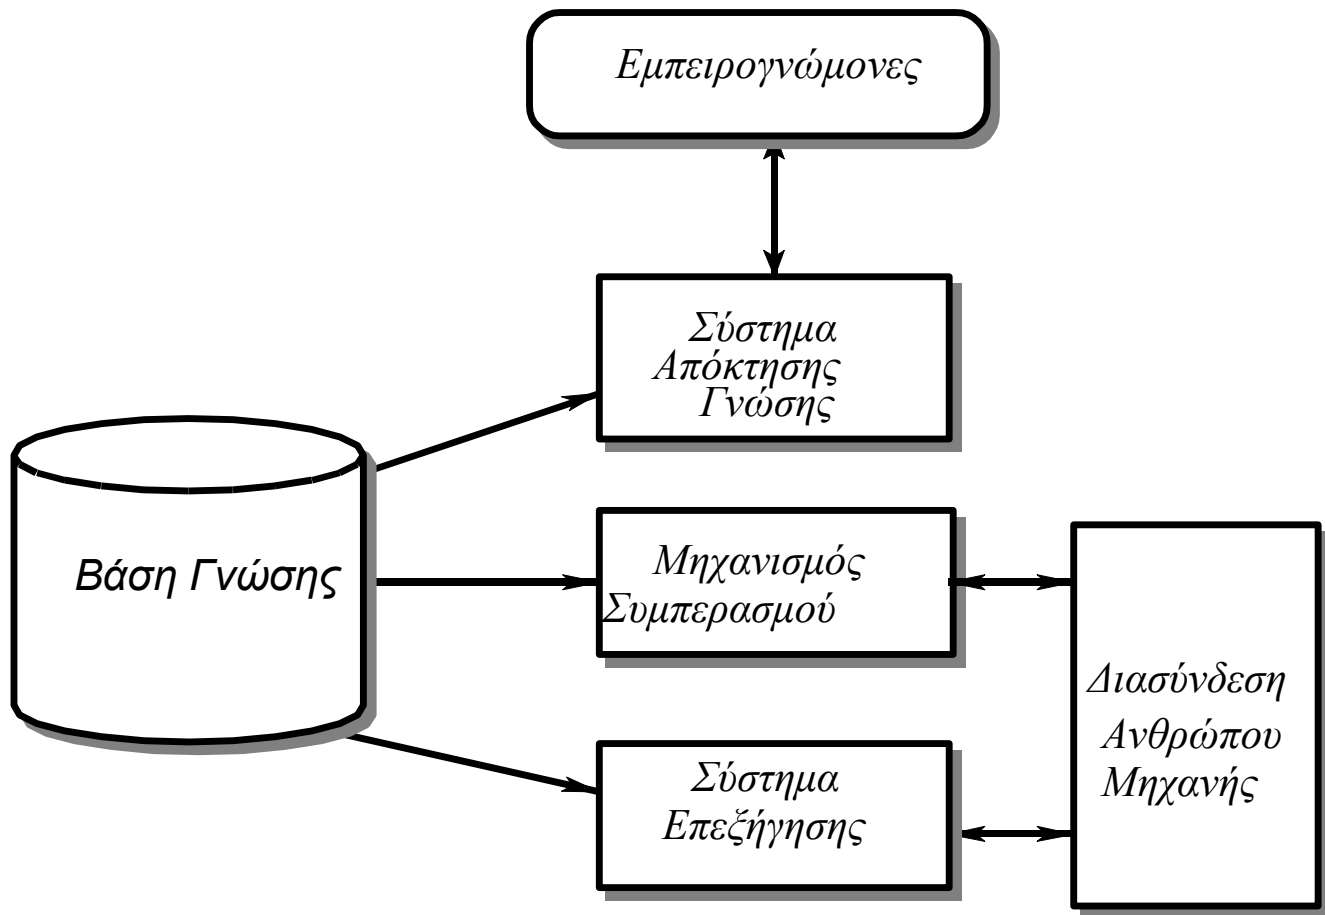 Εμπειρογνώμονες
Σύστημα
Απόκτησης
Γνώσης
Βάση Γνώσης
Μηχανισμός
Συμπερασμού
Διασύνδεση
Ανθρώπου
Μηχανής
Σύστημα
Επεξήγησης